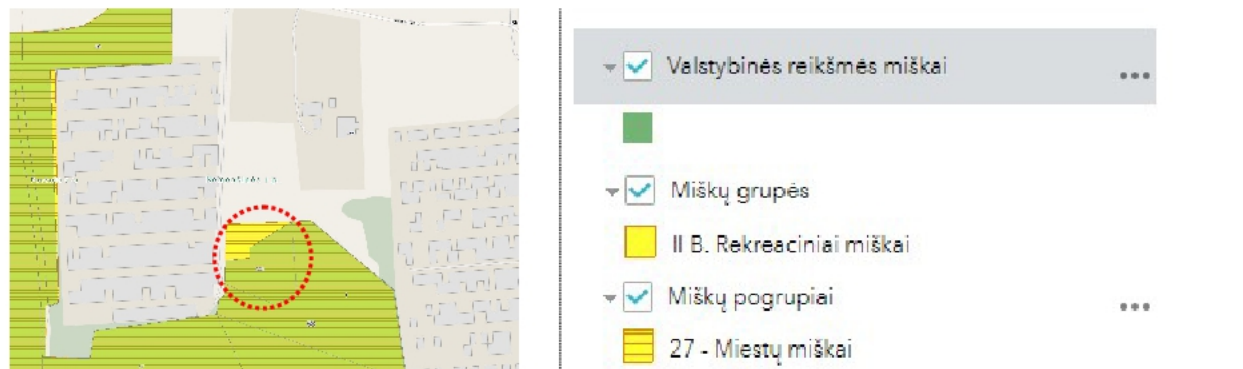 Valstybinės reikšmės miškai
Miškų grupės
II B. Rekreaciniai miškai
Miškų pogrupiai
27 - Miestų miškai